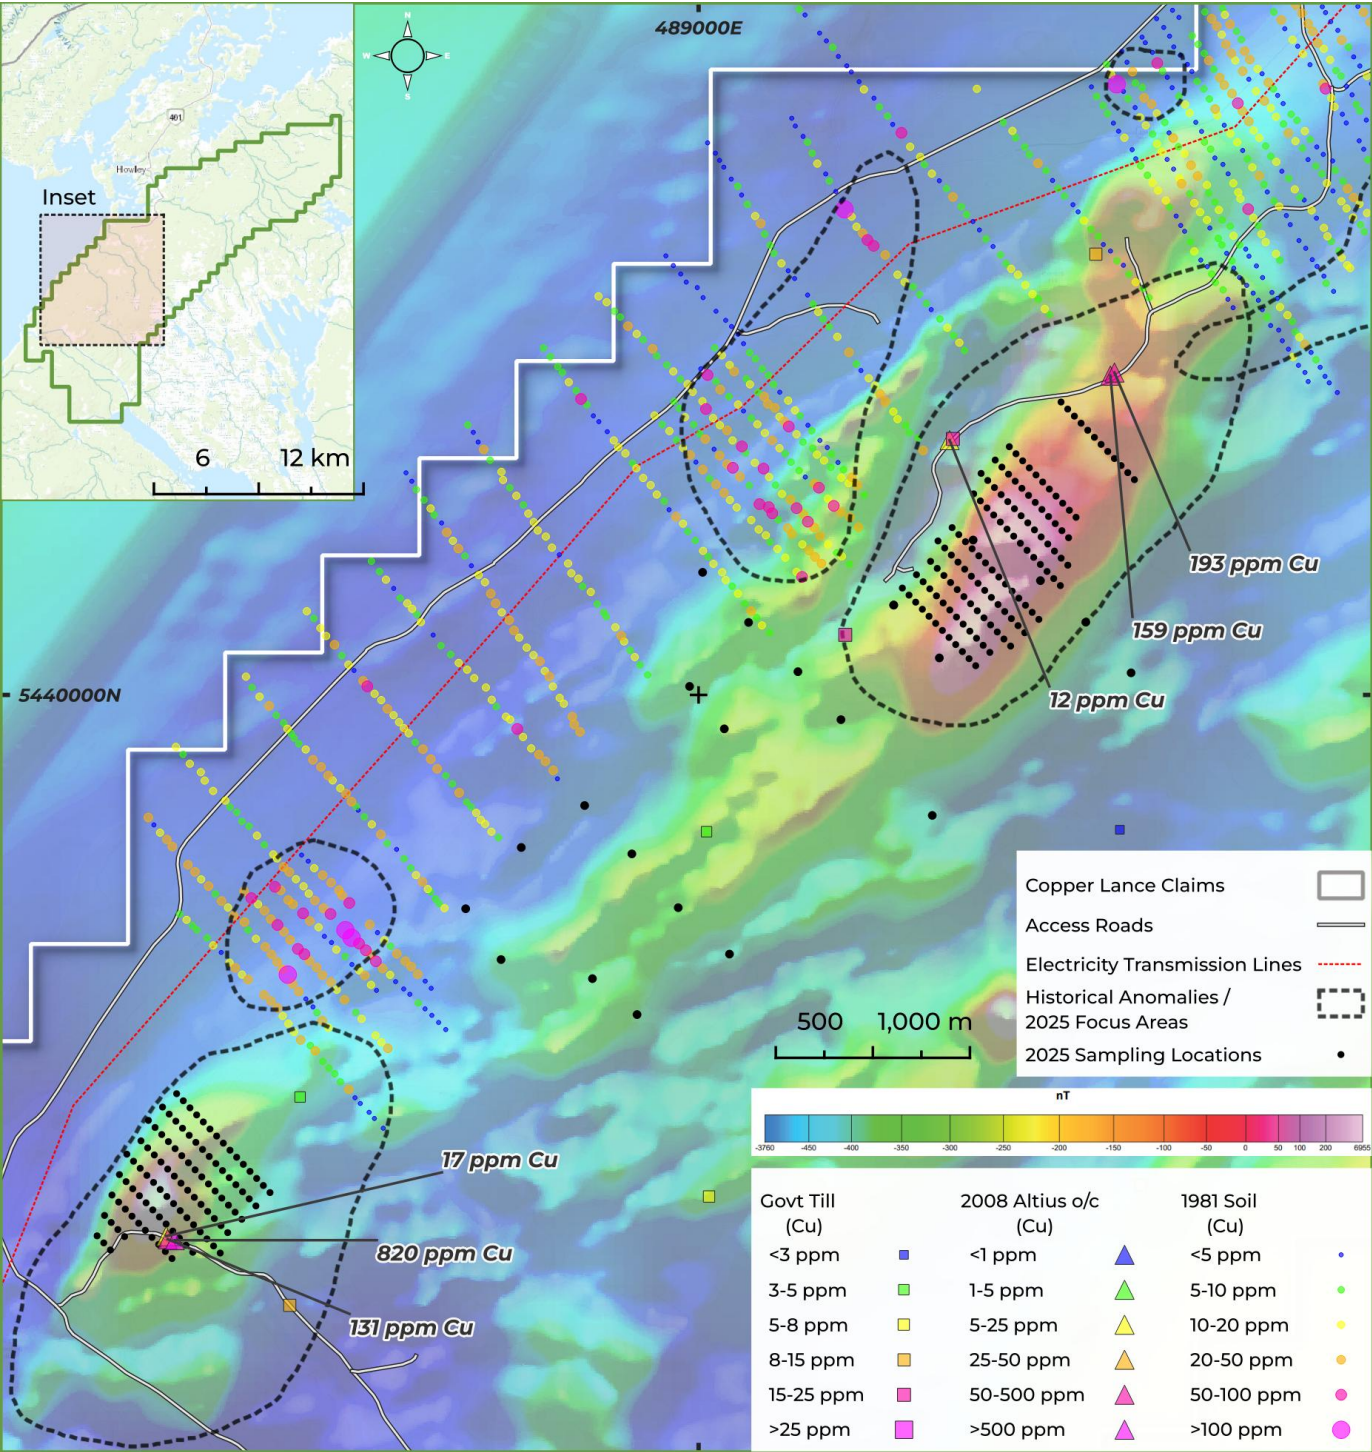 489000E
N
W
E
S
401
Howley
Inset
6
12 km
5440000N
193 ppm Cu
159 ppm Cu
12 ppm Cu
Copper Lance Claims
Access Roads
Electricity Transmission Lines
Historical Anomalies /
2025 Focus Areas
2025 Sampling Locations
500
1,000 m
nT
-3760 -450 -400 -350 -300 -250 -200 -150 -100 -50 0 50 100 200 6955
17 ppm Cu
820 ppm Cu
131 ppm Cu
Govt Till
(Cu)
<3 ppm
3-5 ppm
5-8 ppm
8-15 ppm
15-25 ppm
>25 ppm
2008 Altius o/c
(Cu)
<1 ppm
1-5 ppm
5-25 ppm
25-50 ppm
50-500 ppm
>500 ppm
1981 Soil
(Cu)
<5 ppm
5-10 ppm
10-20 ppm
20-50 ppm
50-100 ppm
>100 ppm